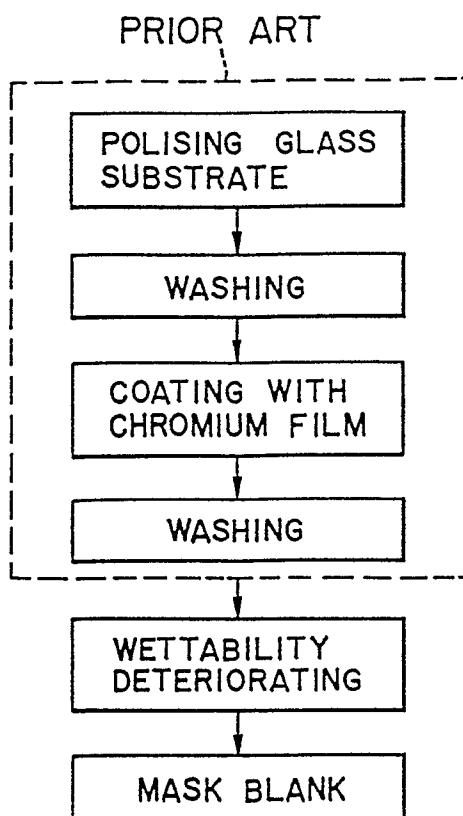 PRIOR ART
POLISING GLASS
SUBSTRATE
WASHING
COATING WITH
CHROMIUM FILM
WASHING
WETTABILITY
DETERIORATING
MASK BLANK